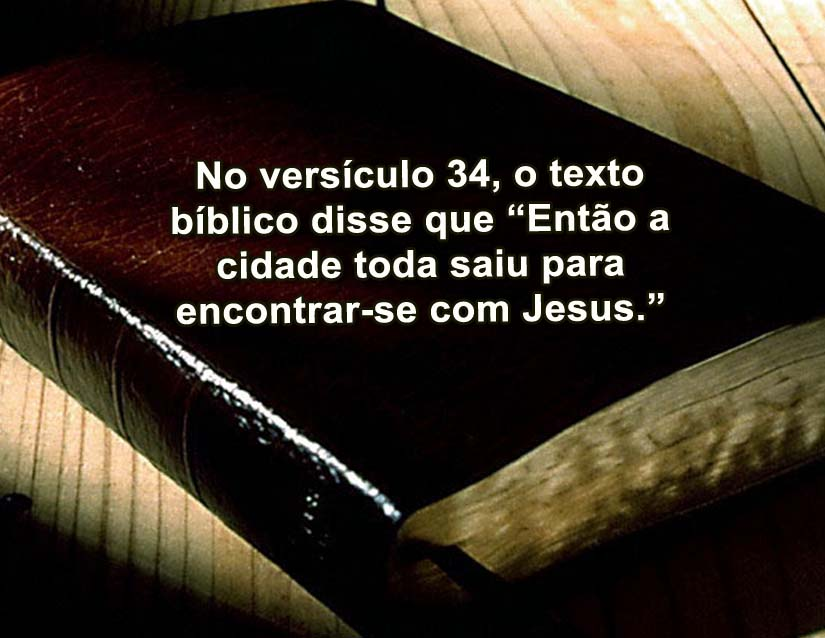 No versículo 34, o texto
bíblico disse que “Então a
cidade toda saiu para
encontrar-se com Jesus.”